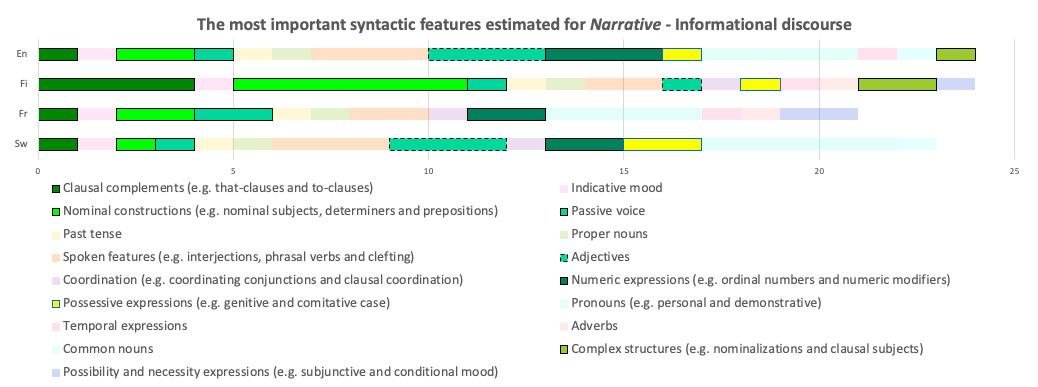 The most important syntactic features estimated for Narrative - Informational discourse
En
Fi
Fr
Sw
0 5 10 15 20 25
Clausal complements (e.g. that-clauses and to-clauses) Indicative mood
Nominal constructions (e.g. nominal subjects, determiners and prepositions) Passive voice
Past tense Proper nouns
Spoken features (e.g. interjections, phrasal verbs and clefting) Adjectives
Coordination (e.g. coordinating conjunctions and clausal coordination) Numeric expressions (e.g. ordinal numbers and numeric modifiers)
Possessive expressions (e.g. genitive and comitative case) Pronouns (e.g. personal and demonstrative)
Temporal expressions Adverbs
Common nouns Complex structures (e.g. nominalizations and clausal subjects)
Possibility and necessity expressions (e.g. subjunctive and conditional mood)